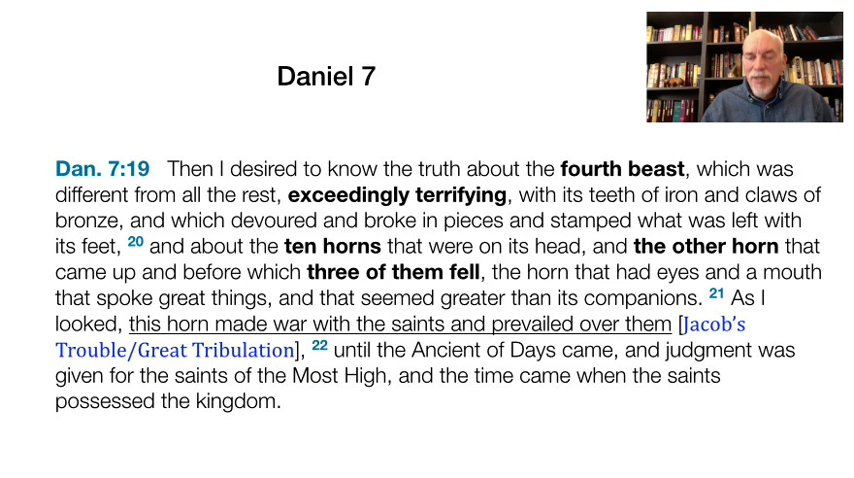 Daniel 7
Dan. 7:19 Then I desired to know the truth about the fourth beast, which was
different from all the rest, exceedingly terrifying, with its teeth of iron and claws of
bronze, and which devoured and broke in pieces and stamped what was left with
its feet, 20 and about the ten horns that were on its head, and the other horn that
came up and before which three of them fell, the horn that had eyes and a mouth
that spoke great things, and that seemed greater than its companions. 21 As I
looked, this horn made war with the saints and prevailed over them [Jacob's
Trouble/Great Tribulation], 22 until the Ancient of Days came, and judgment was
given for the saints of the Most High, and the time came when the saints
possessed the kingdom.